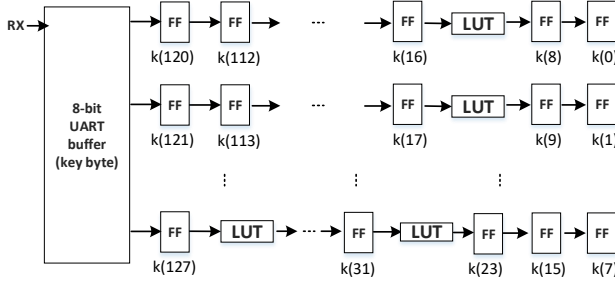 RX
8-bit
UART
buffer
(key byte)
FF FF ... FF LUT FF FF
k(120) k(112) k(16) k(8) k(0)
FF FF ... FF LUT FF FF
k(121) k(113) k(17) k(9) k(1)
... ... ...
FF LUT ... FF LUT FF FF FF
k(127) k(31) k(23) k(15) k(7)